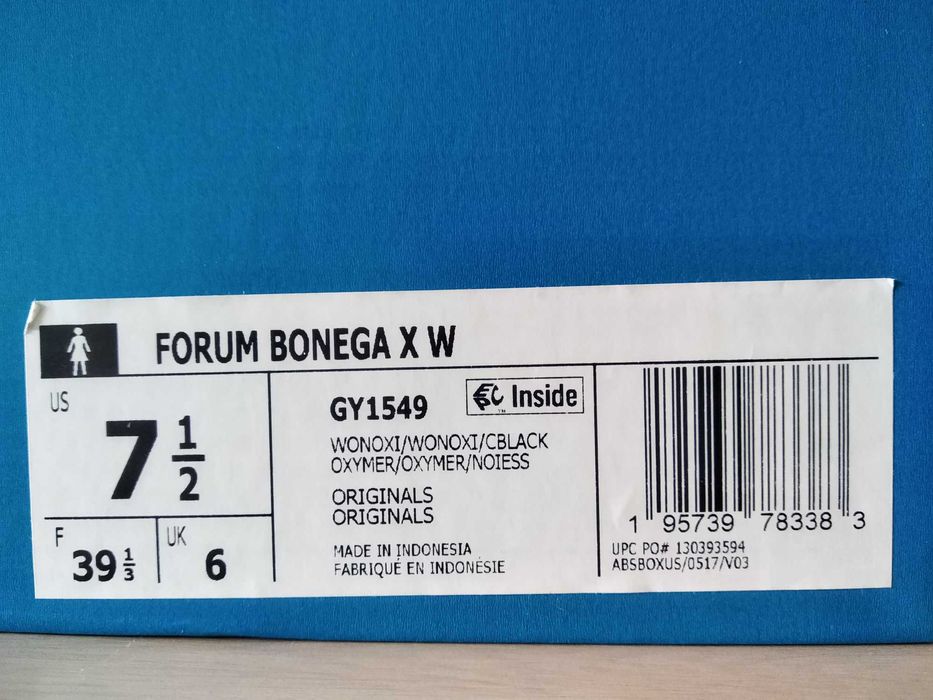 FORUM BONEGA X W
US
7 1/2
F
39 1/3
UK
6
GY1549
Inside
TM
WONOXI/WONOXI/CBLACK
OXYMER/OXYMER/NOIESS
ORIGINALS
ORIGINALS
MADE IN INDONESIA
FABRIQUÉ EN INDONÉSIE
1 95739 78338 3
UPC PO# 130393594
ABSBOXUS/0517/V03